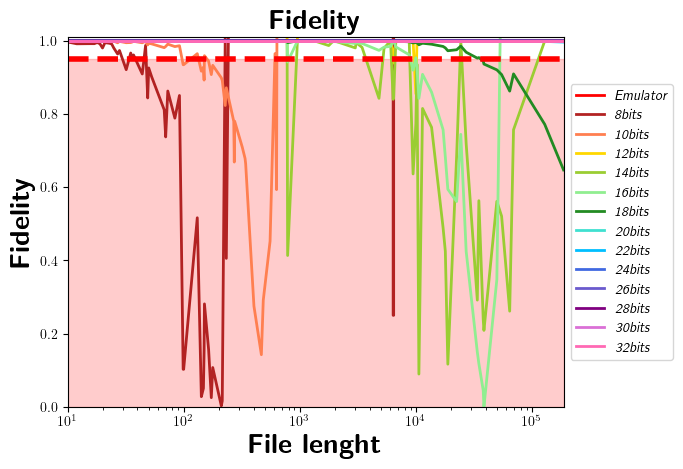 Fidelity
Fidelity
1.0
0.8
0.6
0.4
0.2
0.0
10^1
10^2
10^3
10^4
10^5
File lenght
Emulator
8bits
10bits
12bits
14bits
16bits
18bits
20bits
22bits
24bits
26bits
28bits
30bits
32bits